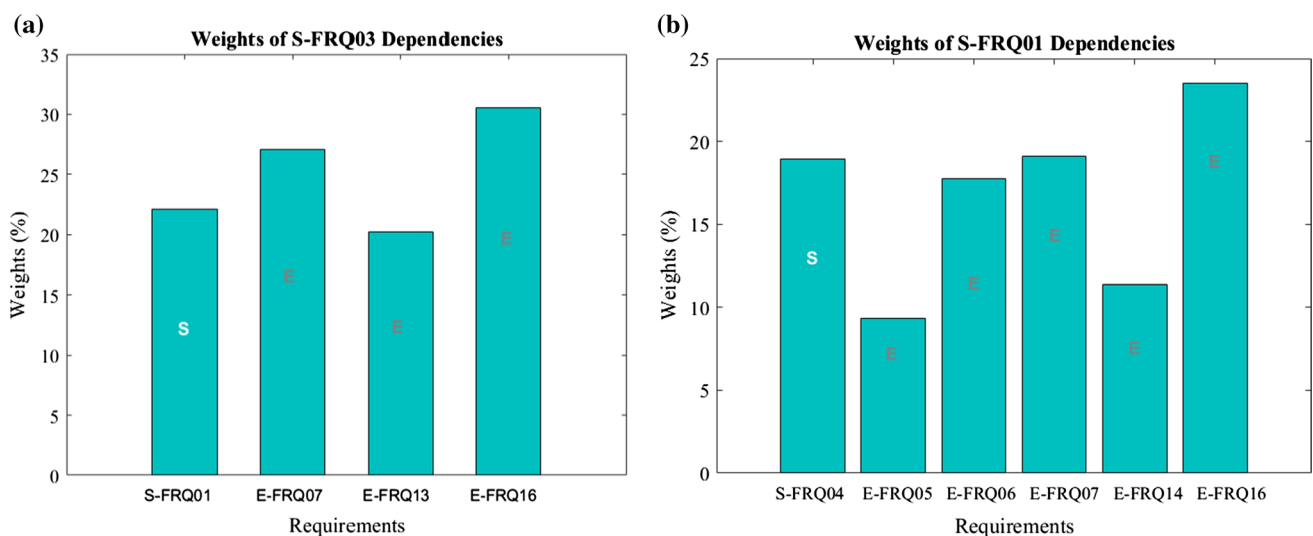 (a)
Weights of S-FRQ03 Dependencies
35
30
25
20
15
10
5
0
Weights (%)
S
E
E
E
S-FRQ01 E-FRQ07 E-FRQ13 E-FRQ16
Requirements
(b)
Weights of S-FRQ01 Dependencies
25
20
15
10
5
0
Weights (%)
S
E
E
E
E
E
S-FRQ04 E-FRQ05 E-FRQ06 E-FRQ07 E-FRQ14 E-FRQ16
Requirements